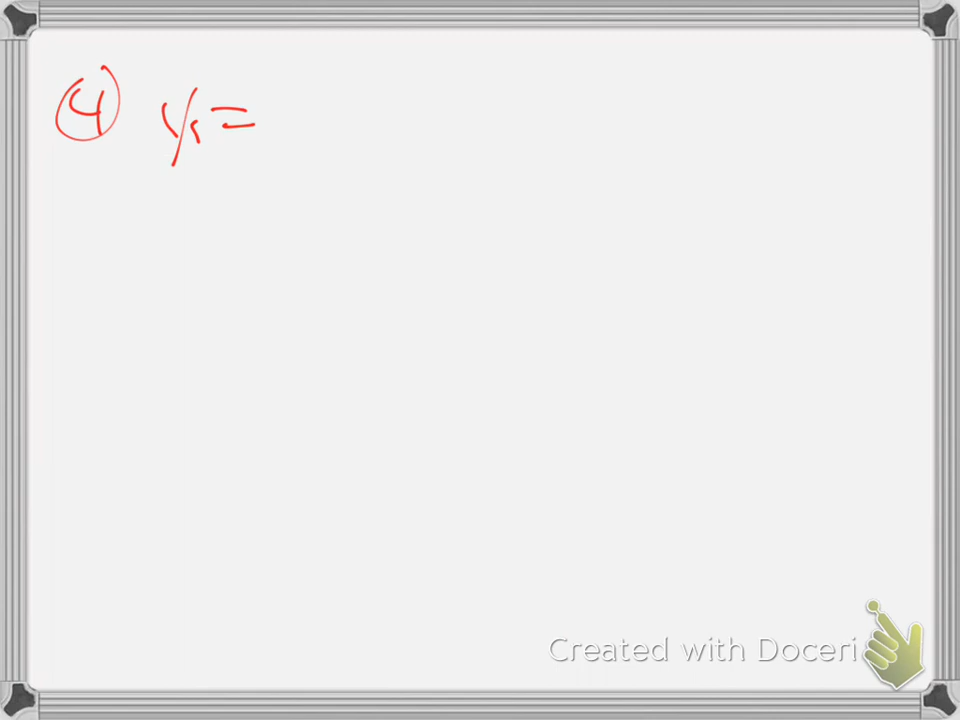 ④ y₁ =
Created with Doceri